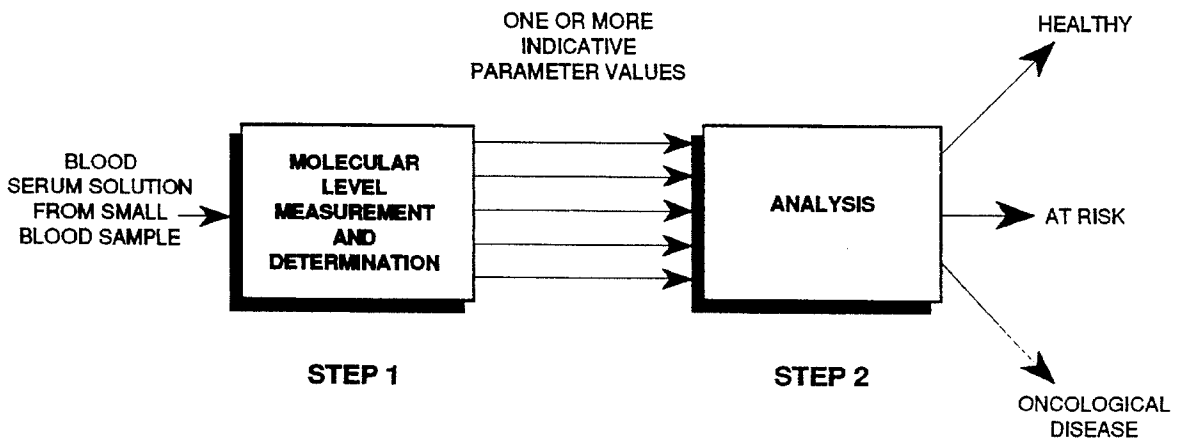 BLOOD
SERUM SOLUTION
FROM SMALL
BLOOD SAMPLE
MOLECULAR
LEVEL
MEASUREMENT
AND
DETERMINATION
STEP 1
ONE OR MORE
INDICATIVE
PARAMETER VALUES
ANALYSIS
STEP 2
HEALTHY
AT RISK
ONCOLOGICAL
DISEASE